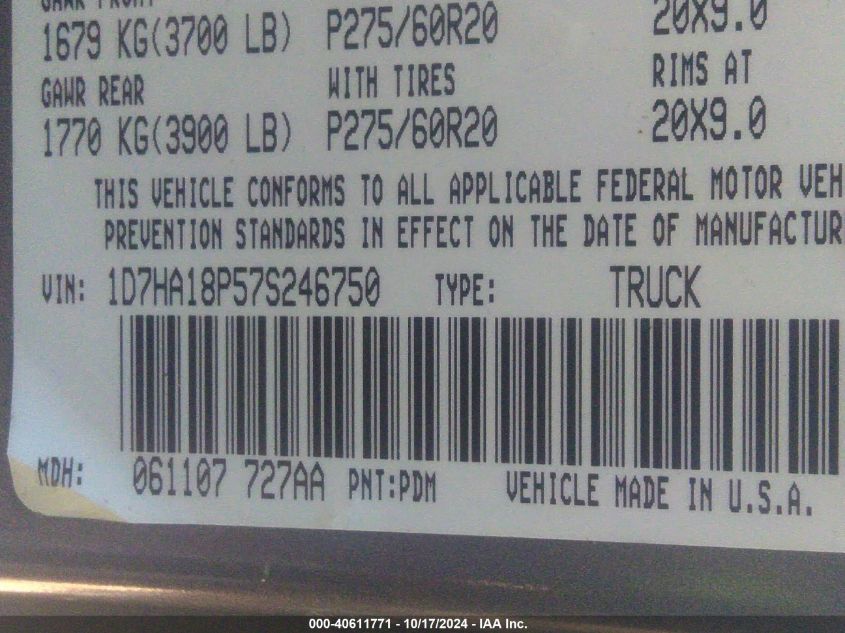 GAWR FRONT
1679 KG(3700 LB) P275/60R20 20X9.0
GAWR REAR WITH TIRES RIMS AT
1770 KG(3900 LB) P275/60R20 20X9.0
THIS VEHICLE CONFORMS TO ALL APPLICABLE FEDERAL MOTOR VEH
PREVENTION STANDARDS IN EFFECT ON THE DATE OF MANUFACTUR
VIN: 1D7HA18P57S246750 TYPE: TRUCK
MDH: 061107 727AA PNT:PDM VEHICLE MADE IN U.S.A.
000-40611771 - 10/17/2024 - IAA Inc.